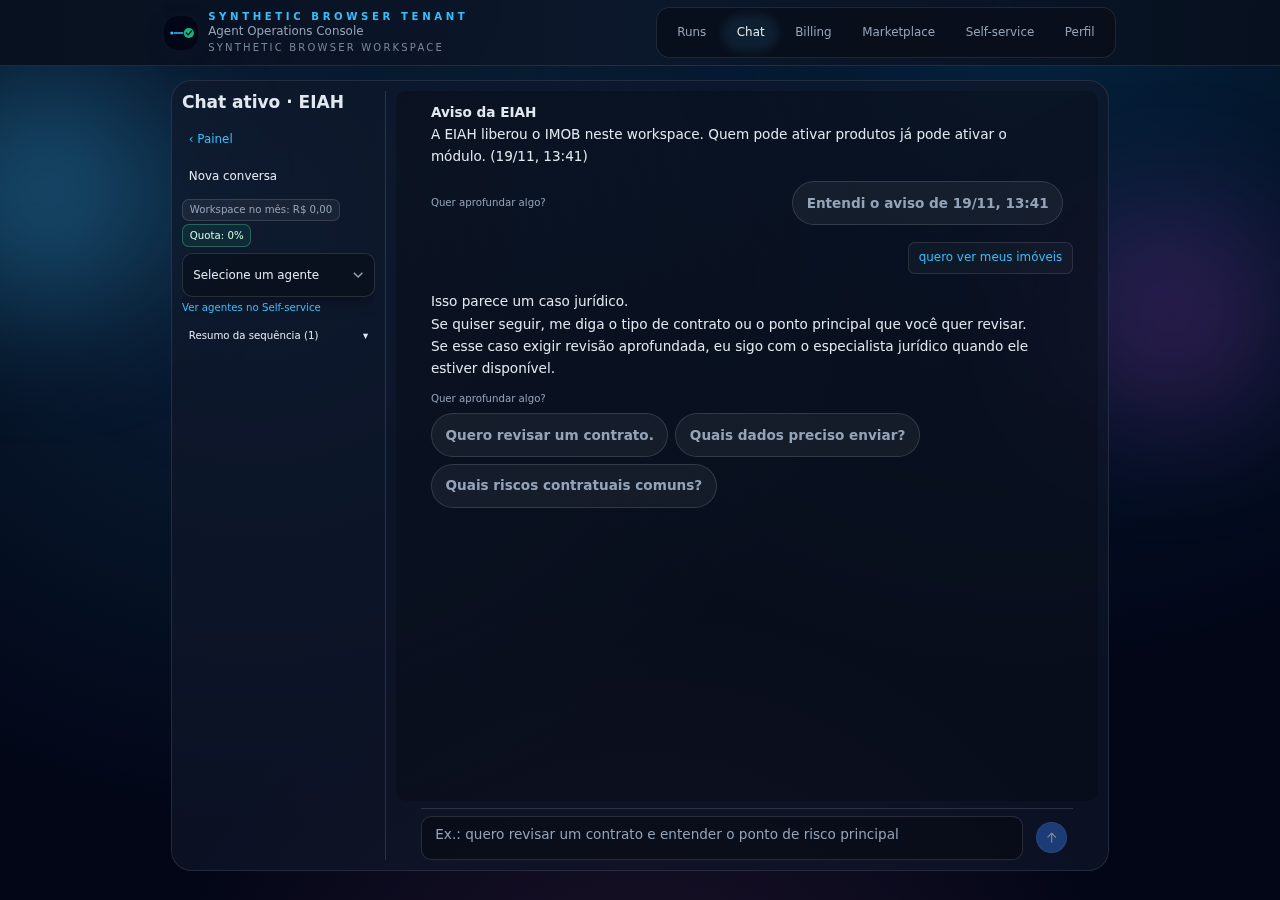 SYNTHETIC BROWSER TENANT
Agent Operations Console
SYNTHETIC BROWSER WORKSPACE
Runs
Chat
Billing
Marketplace
Self-service
Perfil
Chat ativo · EIAH
‹ Painel
Nova conversa
Workspace no mês: R$ 0,00
Quota: 0%
Selecione um agente
Ver agentes no Self-service
Resumo da sequência (1) ▾
Aviso da EIAH
A EIAH liberou o IMOB neste workspace. Quem pode ativar produtos já pode ativar o
módulo. (19/11, 13:41)
Quer aprofundar algo?
Entendi o aviso de 19/11, 13:41
quero ver meus imóveis
Isso parece um caso jurídico.
Se quiser seguir, me diga o tipo de contrato ou o ponto principal que você quer revisar.
Se esse caso exigir revisão aprofundada, eu sigo com o especialista jurídico quando ele
estiver disponível.
Quer aprofundar algo?
Quero revisar um contrato.
Quais dados preciso enviar?
Quais riscos contratuais comuns?
Ex.: quero revisar um contrato e entender o ponto de risco principal